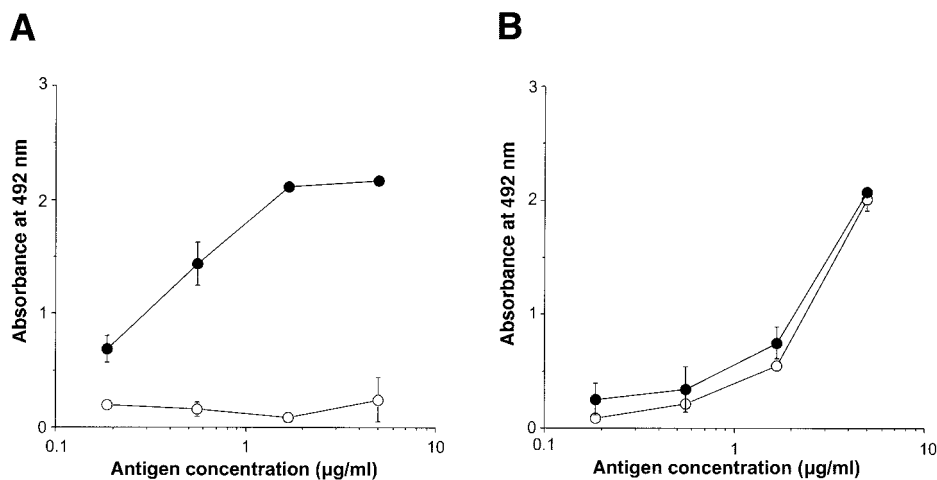 A
B
3
2
1
0
0.1
1
10
Absorbance at 492 nm
Antigen concentration (µg/ml)
3
2
1
0
0.1
1
10
Absorbance at 492 nm
Antigen concentration (µg/ml)